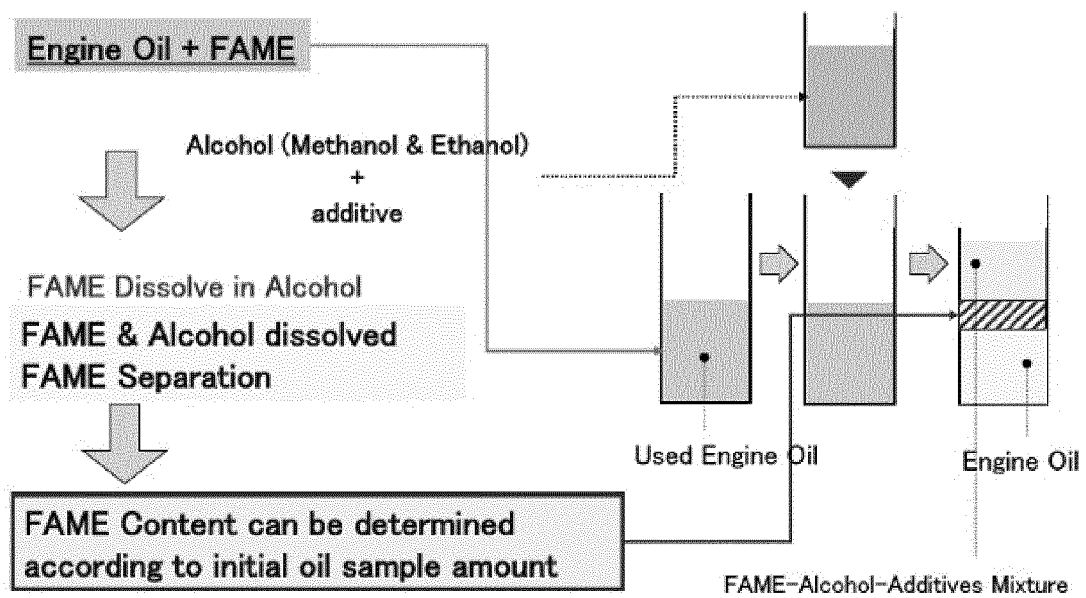 Engine Oil + FAME
Alcohol (Methanol & Ethanol)
+
additive
FAME Dissolve in Alcohol
FAME & Alcohol dissolved
FAME Separation
FAME Content can be determined
according to initial oil sample amount
Used Engine Oil
Engine Oil
FAME-Alcohol-Additives Mixture